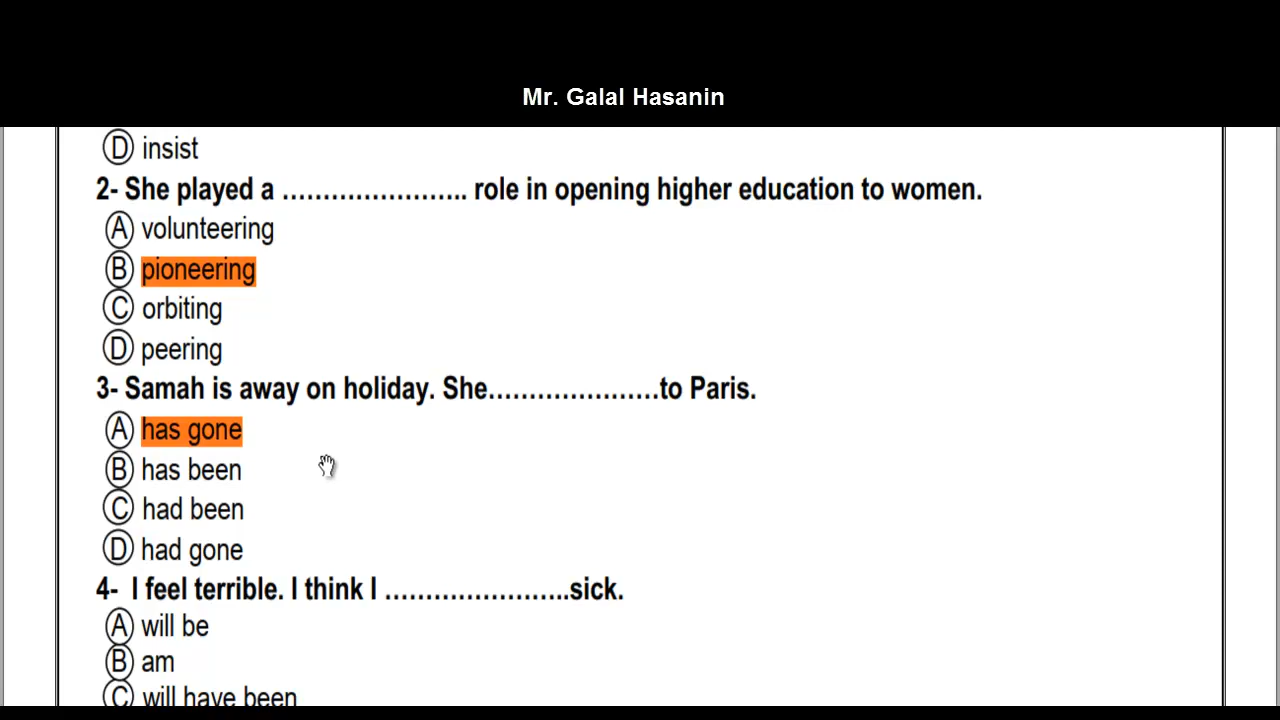 Mr. Galal Hasanin
D insist
2- She played a …………………... role in opening higher education to women.
A volunteering
B pioneering
C orbiting
D peering
3- Samah is away on holiday. She…………………to Paris.
A has gone
B has been
C had been
D had gone
4- I feel terrible. I think I …………………..sick.
A will be
B am
C will have been